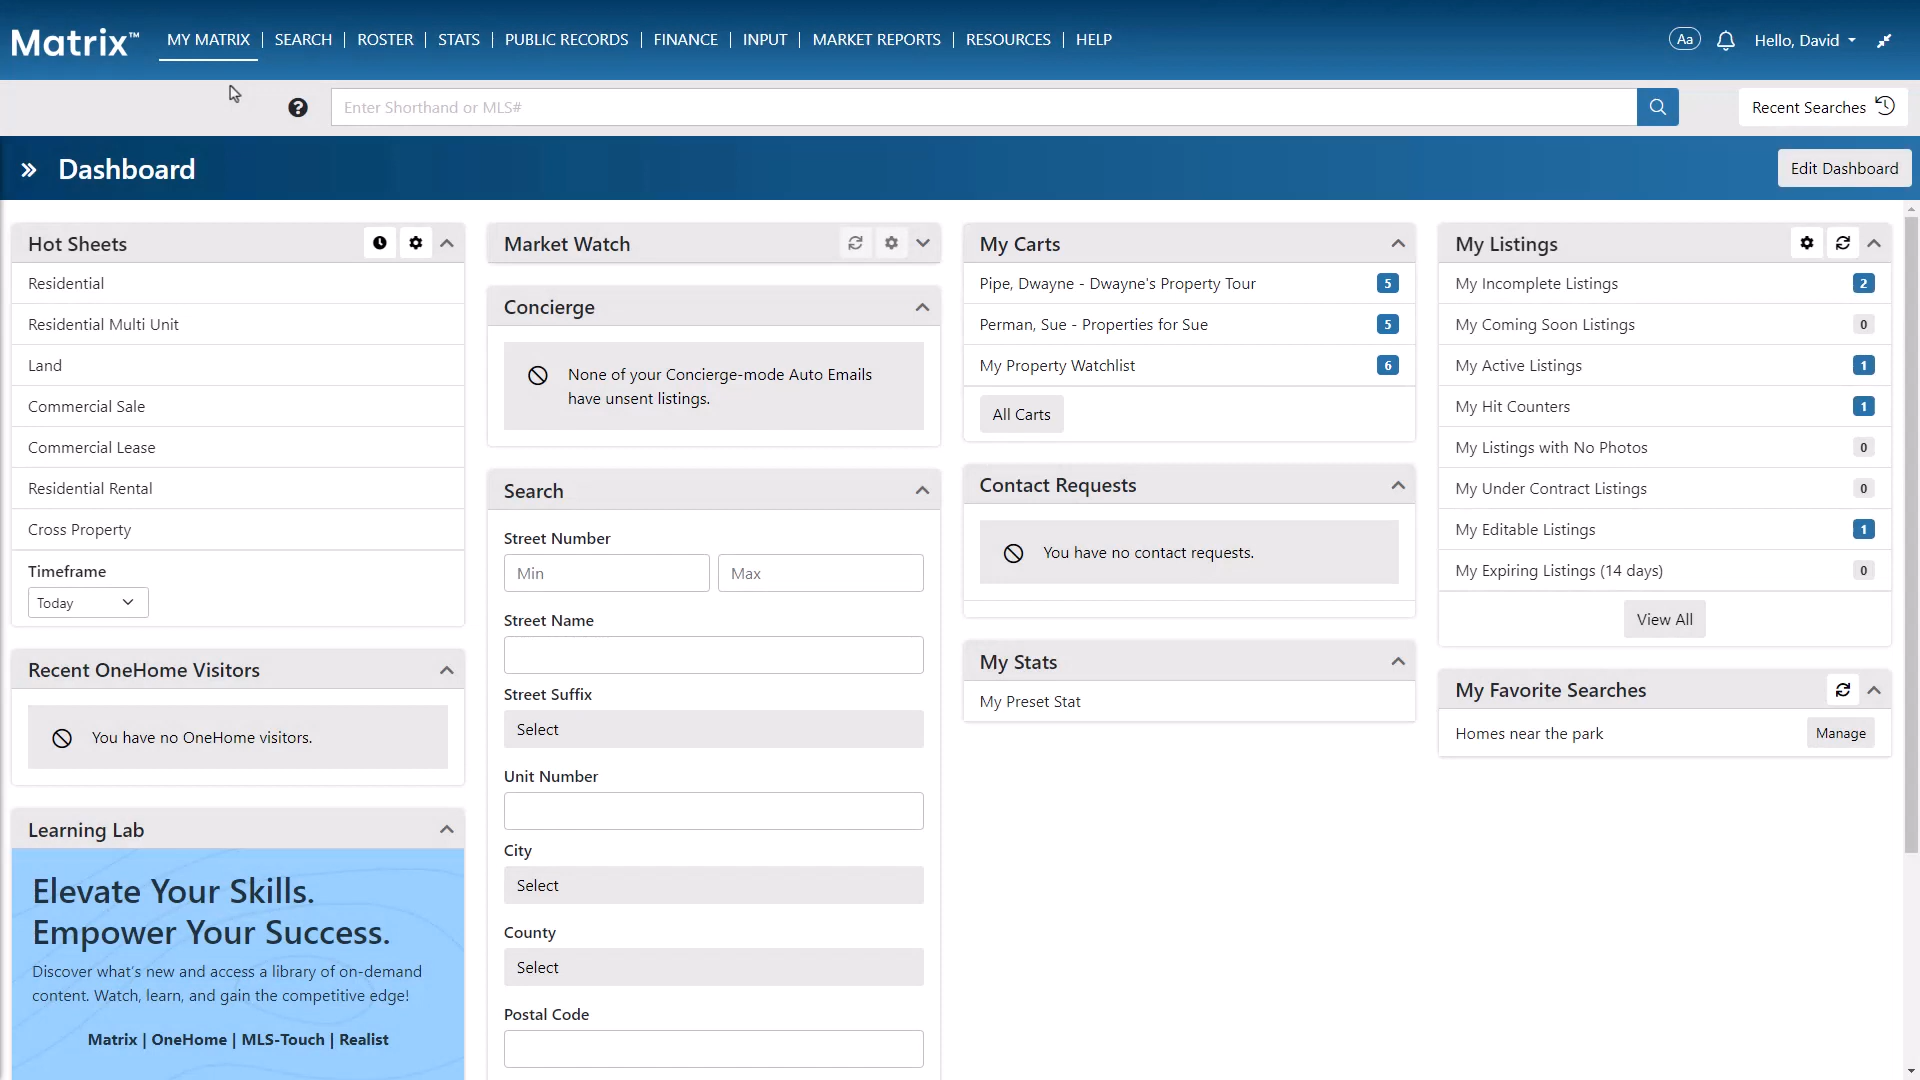 Matrix™
MY MATRIX
SEARCH
ROSTER
STATS
PUBLIC RECORDS
FINANCE
INPUT
MARKET REPORTS
RESOURCES
HELP
Aa
Hello, David
?
Enter Shorthand or MLS#
Recent Searches
» Dashboard
Edit Dashboard
Hot Sheets
Residential
Residential Multi Unit
Land
Commercial Sale
Commercial Lease
Residential Rental
Cross Property
Timeframe
Today
Recent OneHome Visitors
You have no OneHome visitors.
Learning Lab
Elevate Your Skills.
Empower Your Success.
Discover what's new and access a library of on-demand
content. Watch, learn, and gain the competitive edge!
Matrix | OneHome | MLS-Touch | Realist
Market Watch
Concierge
None of your Concierge-mode Auto Emails
have unsent listings.
Search
Street Number
Min
Max
Street Name
Street Suffix
Select
Unit Number
City
Select
County
Select
Postal Code
My Carts
Pipe, Dwayne - Dwayne's Property Tour 5
Perman, Sue - Properties for Sue 5
My Property Watchlist 6
All Carts
Contact Requests
You have no contact requests.
My Stats
My Preset Stat
My Listings
My Incomplete Listings 2
My Coming Soon Listings 0
My Active Listings 1
My Hit Counters 1
My Listings with No Photos 0
My Under Contract Listings 0
My Editable Listings 1
My Expiring Listings (14 days) 0
View All
My Favorite Searches
Homes near the park
Manage